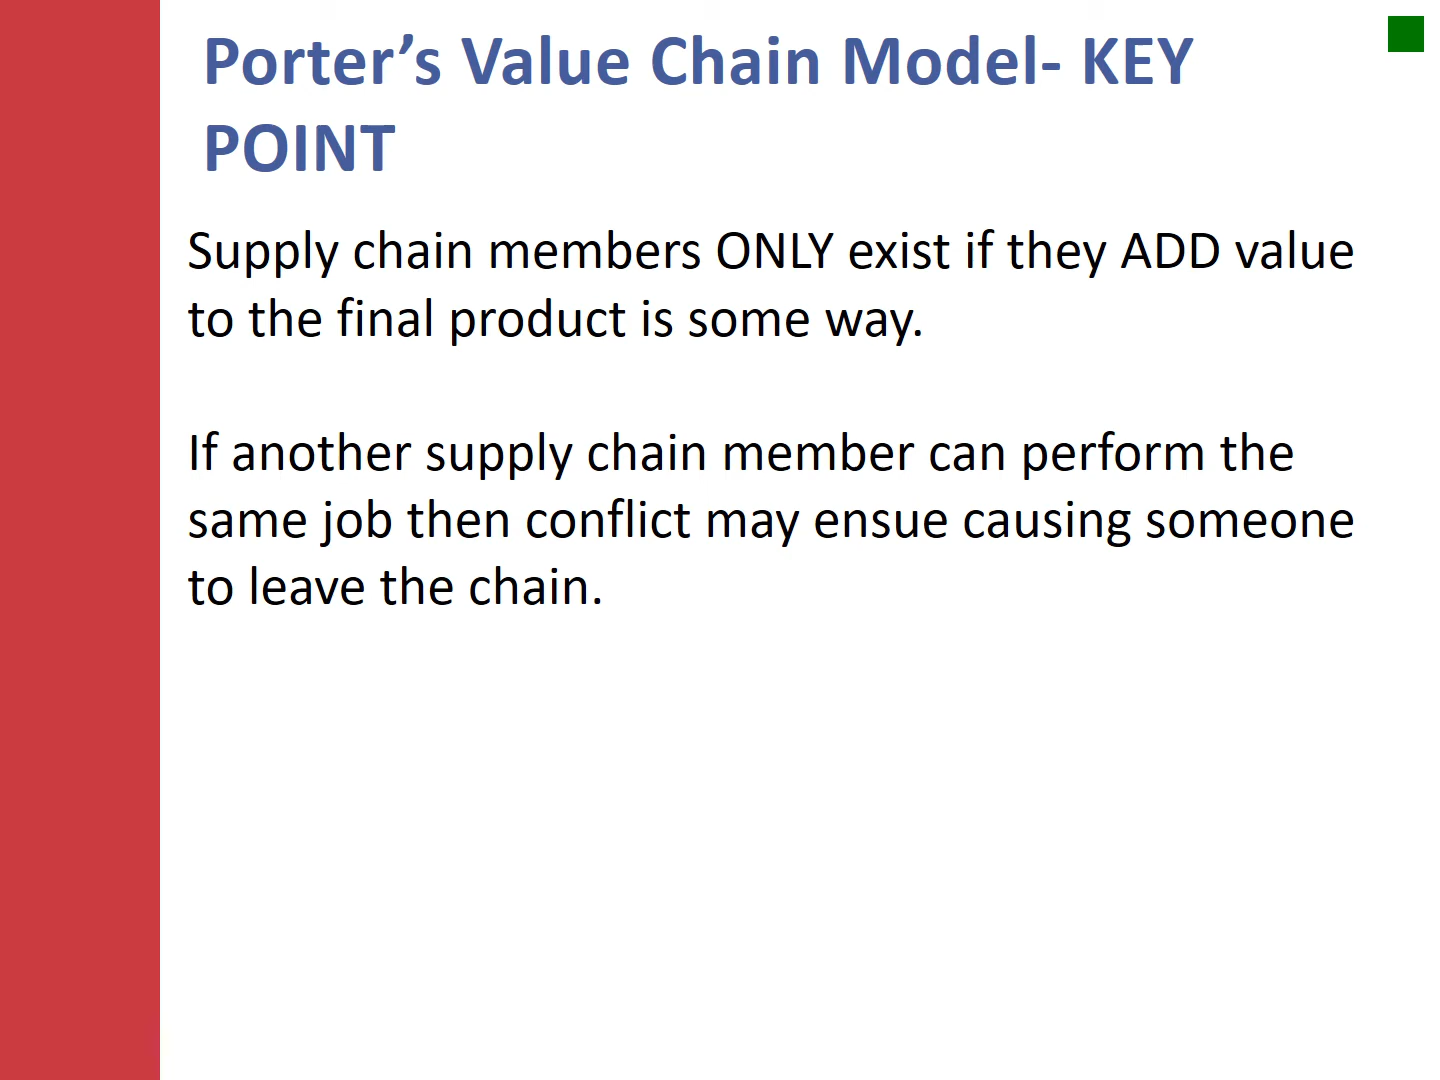 Porter’s Value Chain Model- KEY
POINT
Supply chain members ONLY exist if they ADD value
to the final product is some way.
If another supply chain member can perform the
same job then conflict may ensue causing someone
to leave the chain.